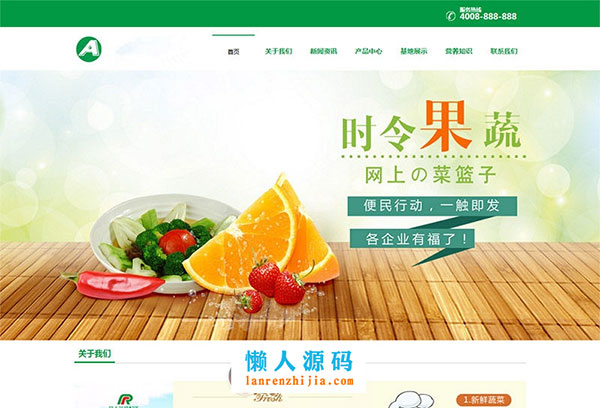 服务热线
4008-888-888
A
首页 关于我们 新闻资讯 产品中心 基地展示 营养知识 联系我们
时令果蔬
网上の菜篮子
便民行动，一触即发
各企业有福了！
关于我们
懒人源码
lanrenzhijia.com
Fresh
R
1.新鲜蔬菜